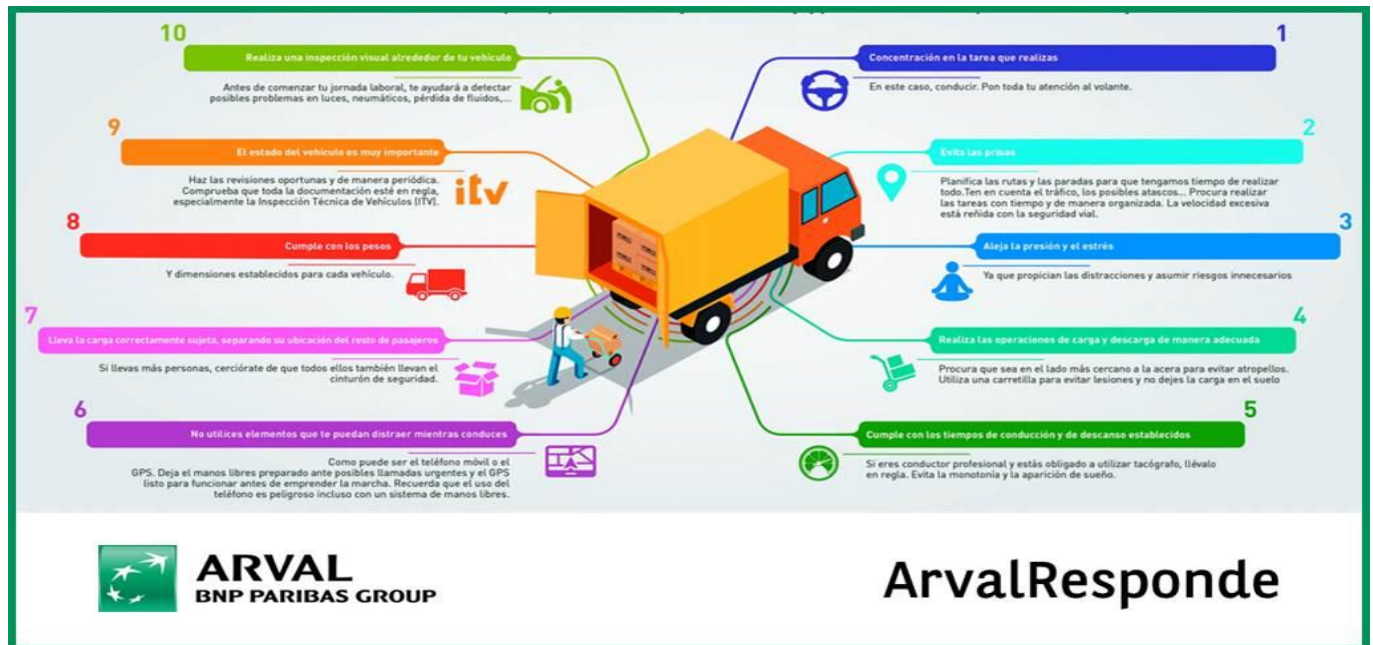 1
Concentración en la tarea que realizas
En este caso, conducir. Pon toda tu atención al volante.
2
Evita las prisas
Planifica las rutas y las paradas para que tengamos tiempo de realizar
todo.Ten en cuenta el tráfico, los posibles atascos... Procura realizar
las tareas con tiempo y de manera organizada. La velocidad excesiva
está reñida con la seguridad vial.
3
Aleja la presión y el estrés
Ya que propician las distracciones y asumir riesgos innecesarios
4
Realiza las operaciones de carga y descarga de manera adecuada
Procura que sea en el lado más cercano a la acera para evitar atropellos.
Utiliza una carretilla para evitar lesiones y no dejes la carga en el suelo
5
Cumple con los tiempos de conducción y de descanso establecidos
Si eres conductor profesional y estás obligado a utilizar tacógrafo, llévalo
en regla. Evita la monotonía y la aparición de sueño.
6
No utilices elementos que te puedan distraer mientras conduces
Como puede ser el teléfono móvil o el
GPS. Deja el manos libres preparado ante posibles llamadas urgentes y el GPS
listo para funcionar antes de emprender la marcha. Recuerda que el uso del
teléfono es peligroso incluso con un sistema de manos libres.
7
Lleva la carga correctamente sujeta, separando su ubicación del resto de pasajeros
Si llevas más personas, cerciórate de que todos ellos también llevan el
cinturón de seguridad.
8
Cumple con los pesos
Y dimensiones establecidos para cada vehículo.
9
El estado del vehículo es muy importante
Haz las revisiones oportunas y de manera periódica.
Comprueba que toda la documentación esté en regla,
especialmente la Inspección Técnica de Vehículos (ITV).
itv
10
Realiza una inspección visual alrededor de tu vehículo
Antes de comenzar tu jornada laboral, te ayudará a detectar
posibles problemas en luces, neumáticos, pérdida de fluidos,...
ARVAL
BNP PARIBAS GROUP
ArvalResponde